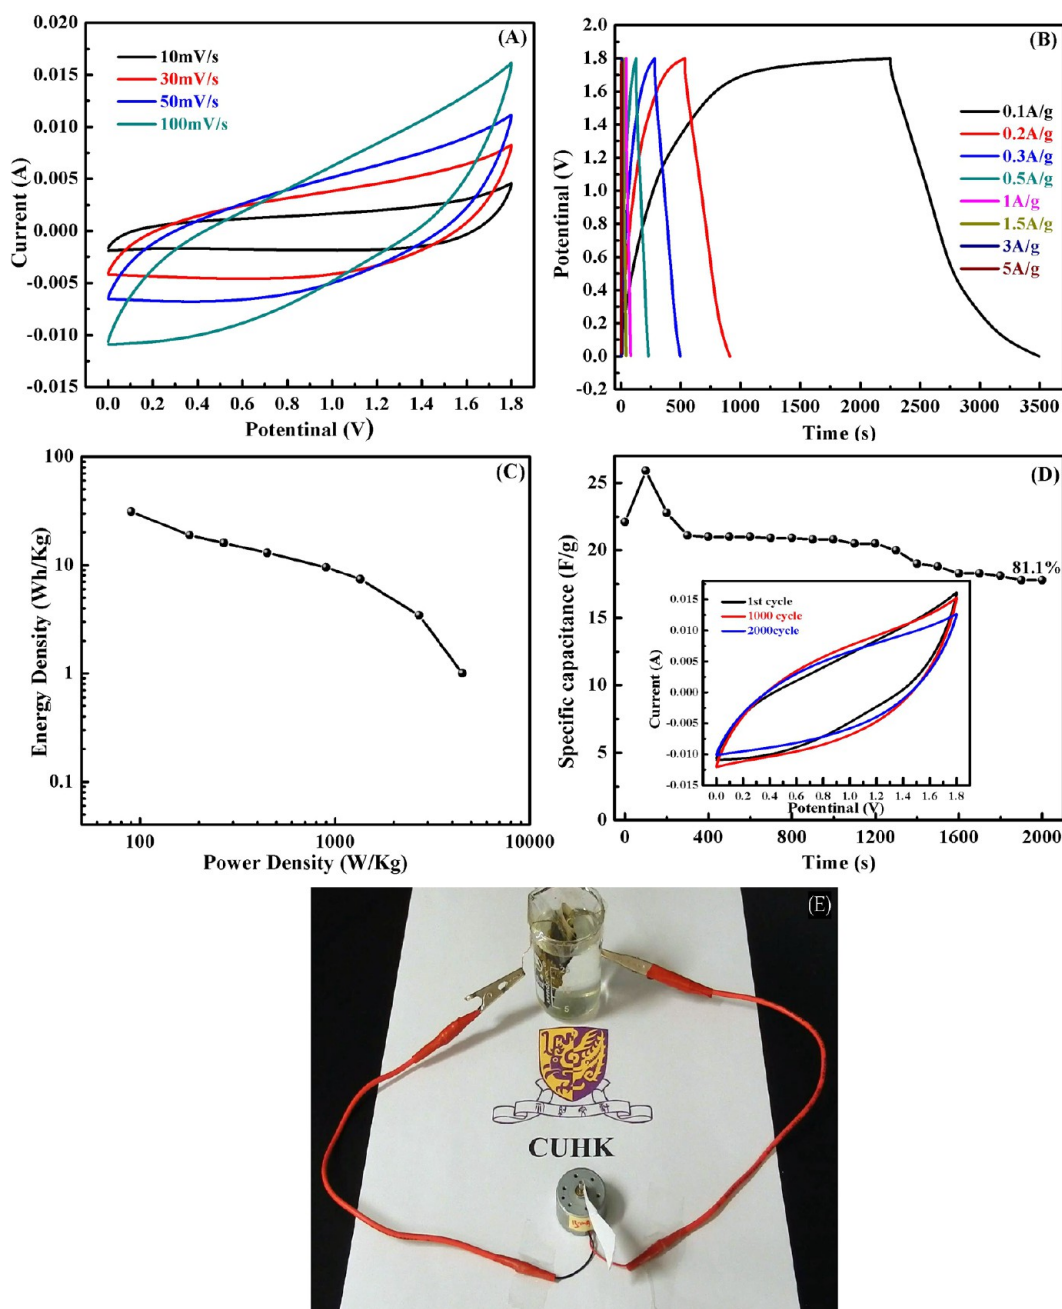 (A)
0.020
0.015
0.010
0.005
0.000
-0.005
-0.010
-0.015
Current (A)
10mV/s
30mV/s
50mV/s
100mV/s
0.0 0.2 0.4 0.6 0.8 1.0 1.2 1.4 1.6 1.8
Potentinal (V)
(B)
2.0
1.8
1.6
1.4
1.2
1.0
0.8
0.6
0.4
0.2
0.0
-0.2
Potentinal (V)
0.1A/g
0.2A/g
0.3A/g
0.5A/g
1A/g
1.5A/g
3A/g
5A/g
0 500 1000 1500 2000 2500 3000 3500
Time (s)
(C)
100
10
1
0.1
Energy Density (Wh/Kg)
100 1000 10000
Power Density (W/Kg)
(D)
25
20
15
10
5
0
Specific capacitance (F/g)
81.1%
1st cycle
1000 cycle
2000cycle
0.015
0.010
0.005
0.000
-0.005
-0.010
-0.015
Current (A)
0.0 0.2 0.4 0.6 0.8 1.0 1.2 1.4 1.6 1.8
Potentinal (V)
0 400 800 1200 1600 2000
Time (s)
(E)
CUHK